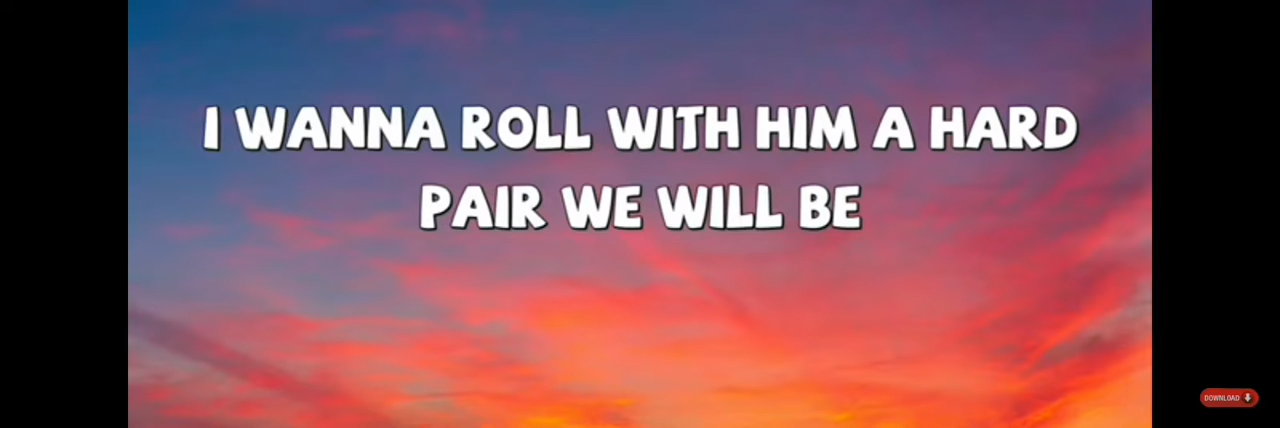 I WANNA ROLL WITH HIM A HARD
PAIR WE WILL BE
DOWNLOAD